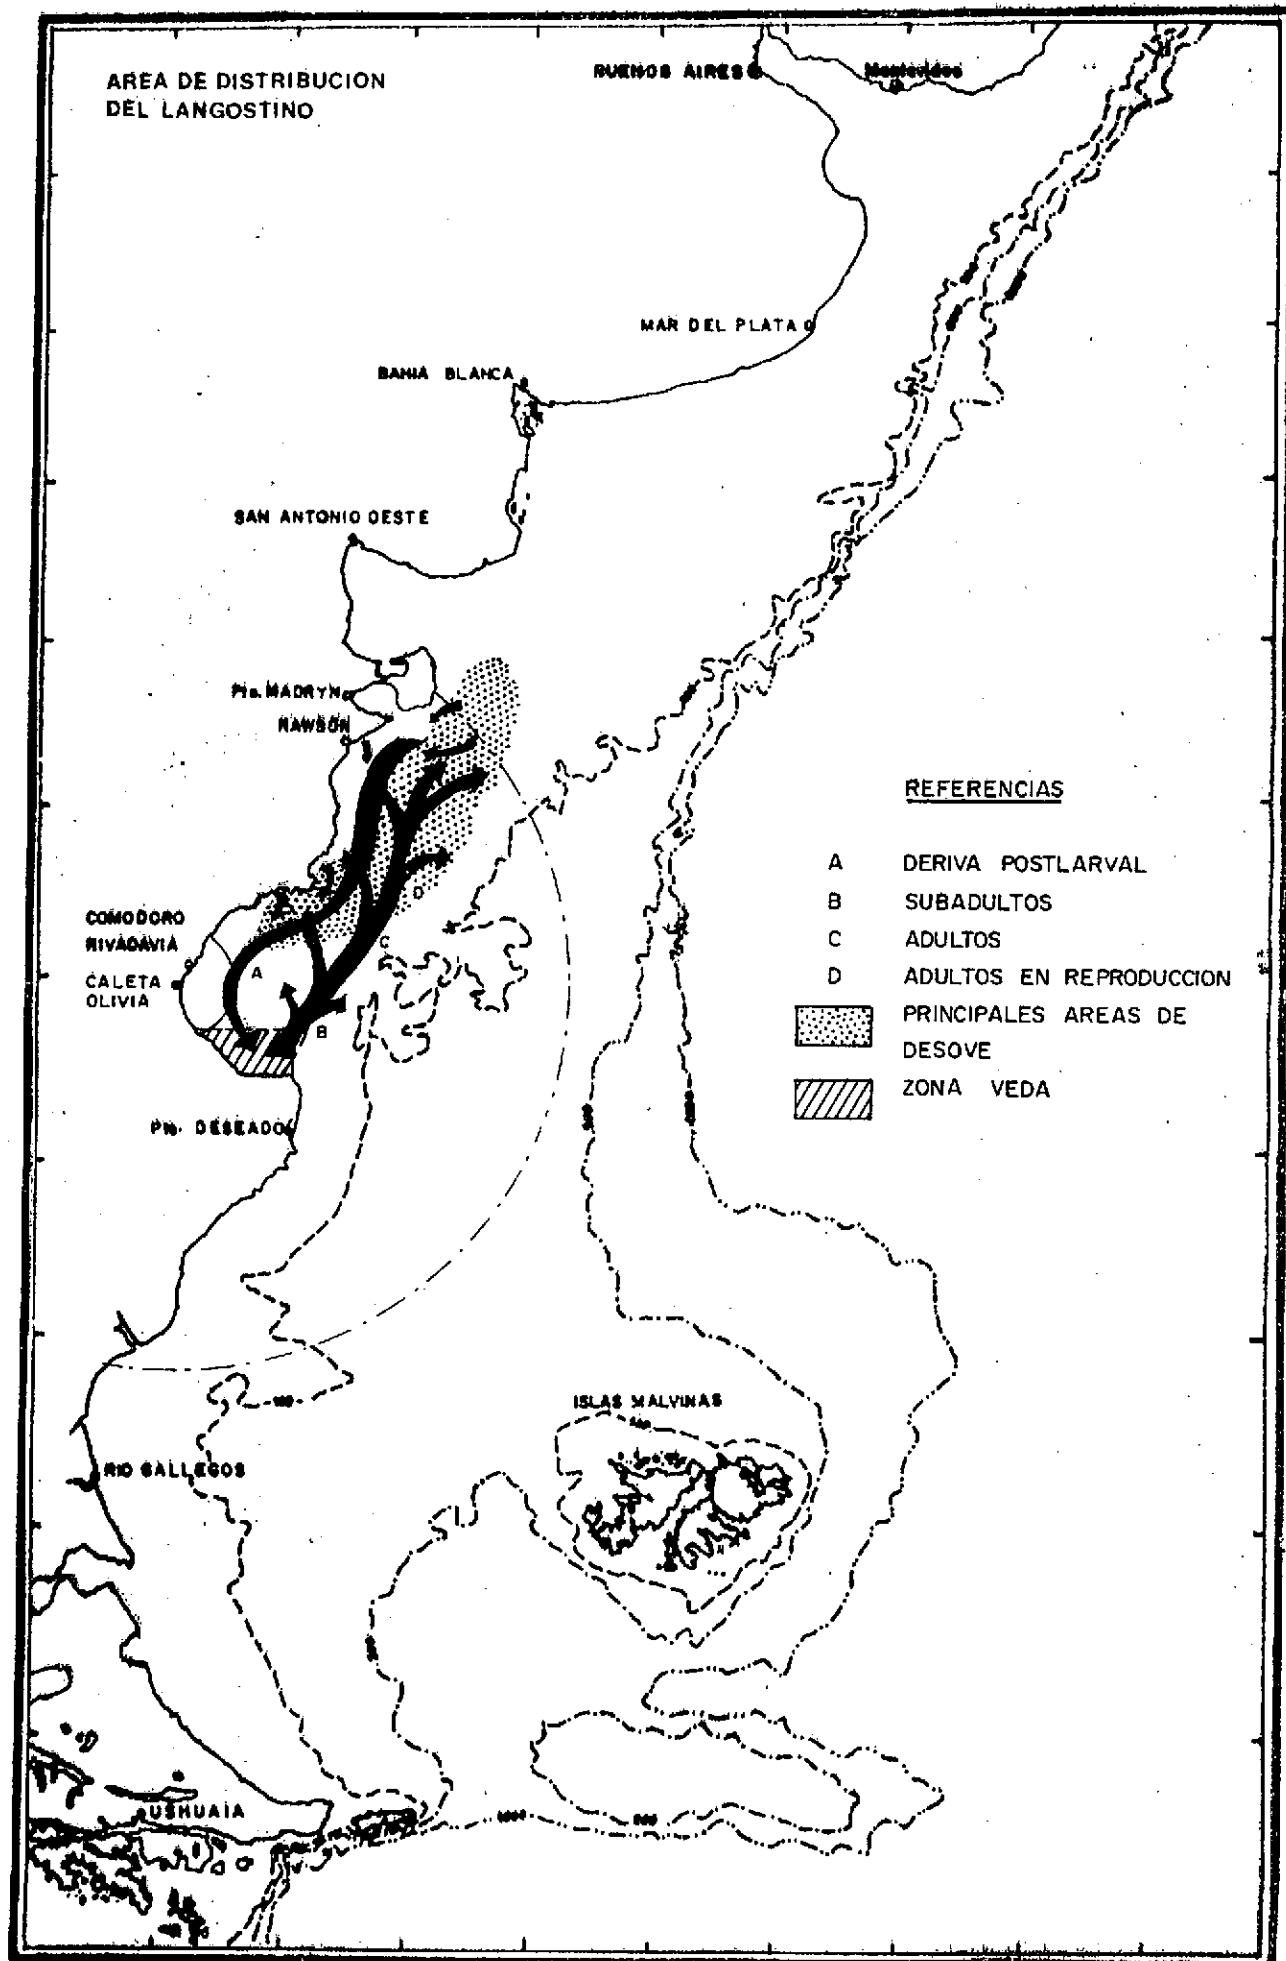 AREA DE DISTRIBUCION
DEL LANGOSTINO
BUENOS AIRES
Montevideo
MAR DEL PLATA
BAHIA BLANCA
SAN ANTONIO OESTE
Pto. MADRYN
RAWSON
REFERENCIAS
A DERIVA POSTLARVAL
B SUBADULTOS
C ADULTOS
D ADULTOS EN REPRODUCCION
PRINCIPALES AREAS DE
DESOVE
ZONA VEDA
D
C
COMODORO
RIVADAVIA
A
CALETA
OLIVIA
B
Pto. DESEADO
ISLAS MALVINAS
RIO GALLEGOS
USHUAIA